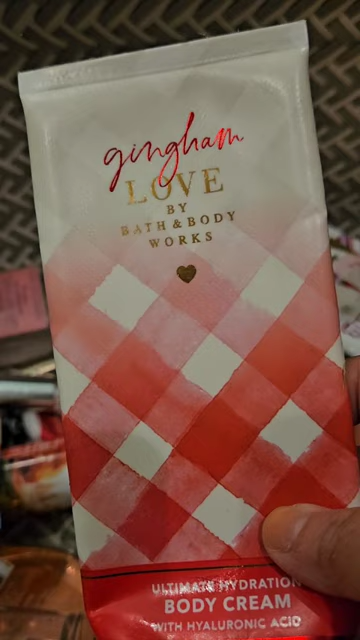 gingham
LOVE
BY
BATH & BODY
WORKS
ULTIMATE HYDRATION
BODY CREAM
WITH HYALURONIC ACID